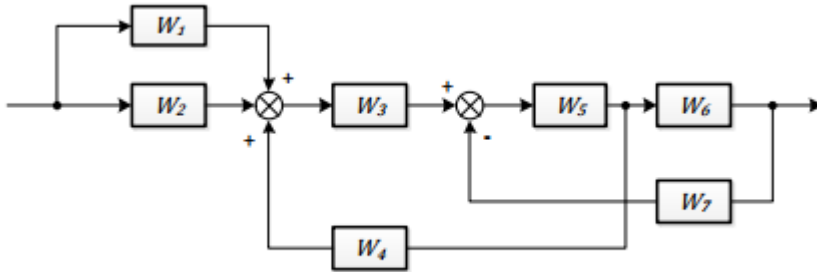 W₁
+
W₂
W₃
+
W₅
W₆
+
-
W₇
W₄